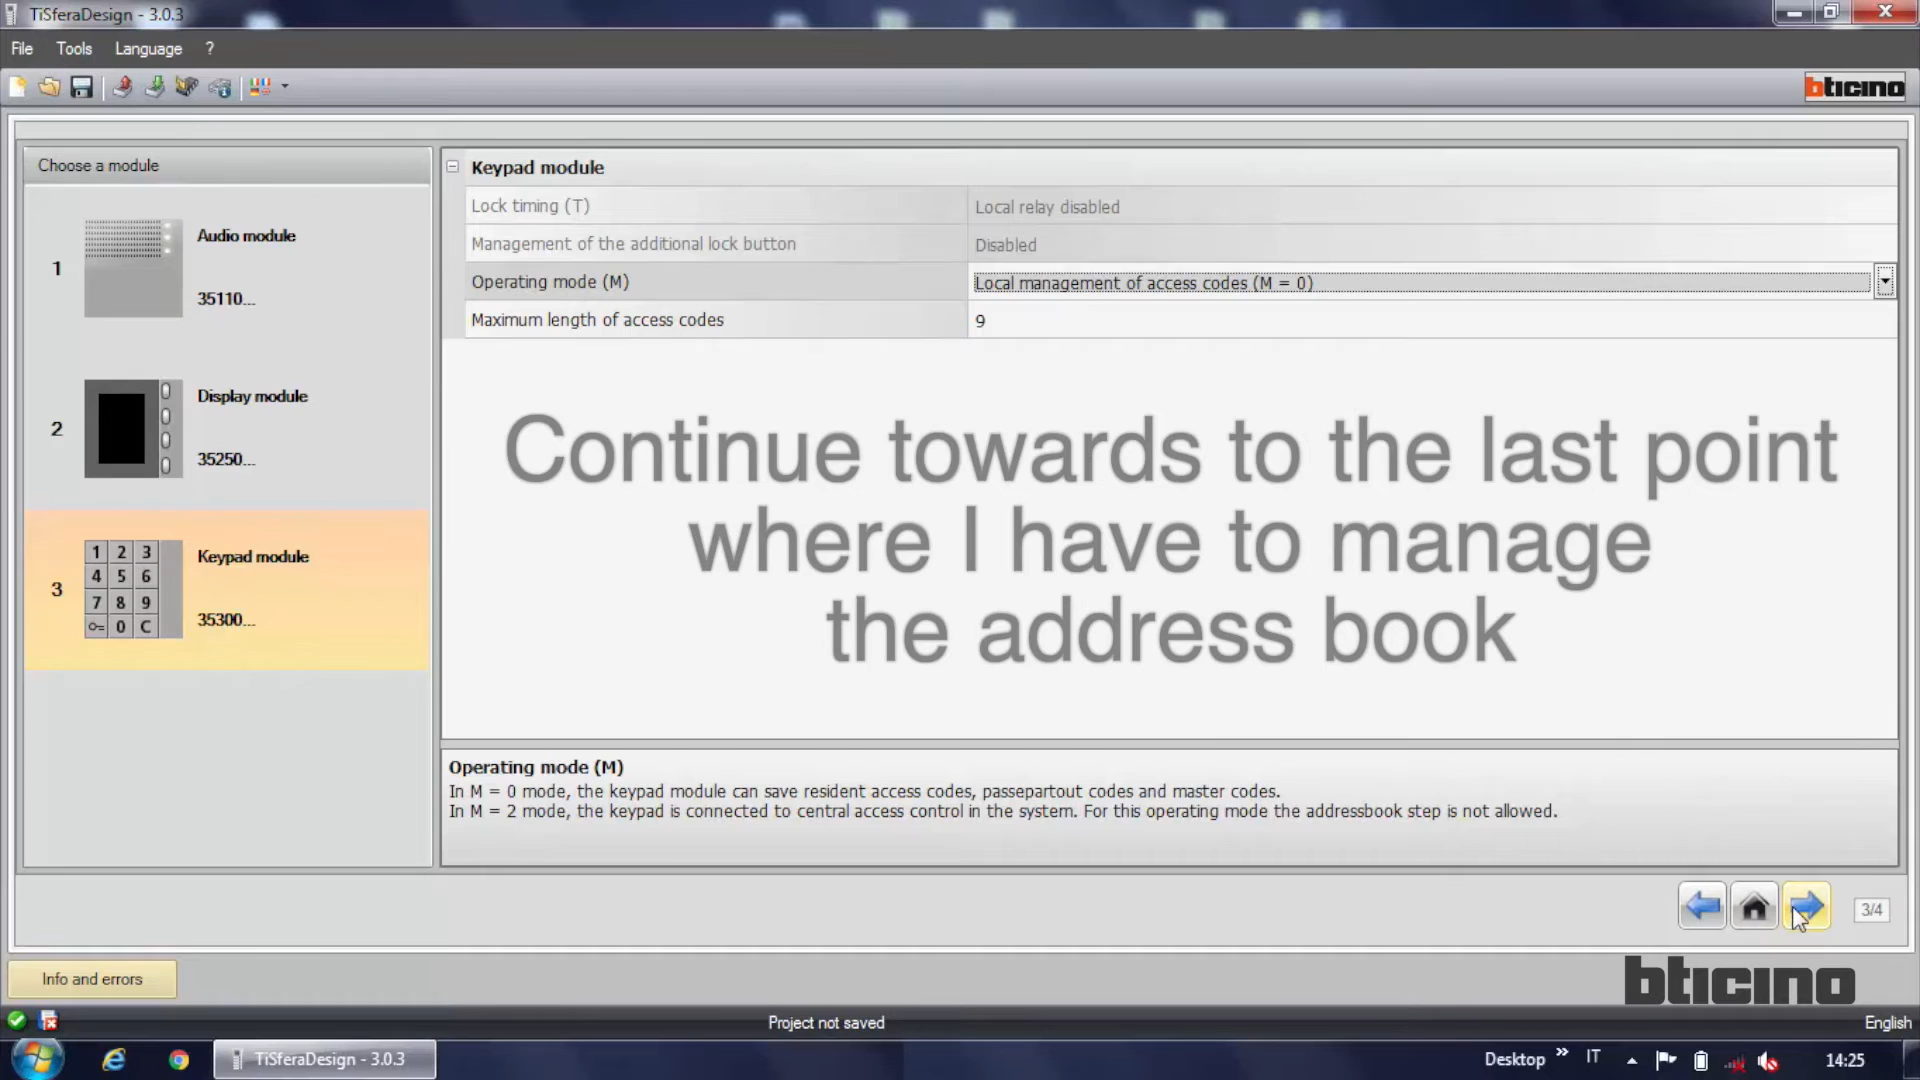 TiSferaDesign - 3.0.3
File Tools Language ?
bticino
Choose a module
1
Audio module
35110...
2
Display module
35250...
3
1 2 3
4 5 6
7 8 9
0 C
Keypad module
35300...
Keypad module
Lock timing (T) Local relay disabled
Management of the additional lock button Disabled
Operating mode (M) Local management of access codes (M = 0)
Maximum length of access codes 9
Continue towards to the last point
where I have to manage
the address book
Operating mode (M)
In M = 0 mode, the keypad module can save resident access codes, passepartout codes and master codes.
In M = 2 mode, the keypad is connected to central access control in the system. For this operating mode the addressbook step is not allowed.
3/4
Info and errors
bticino
Project not saved
English
TiSferaDesign - 3.0.3
Desktop » IT 14:25